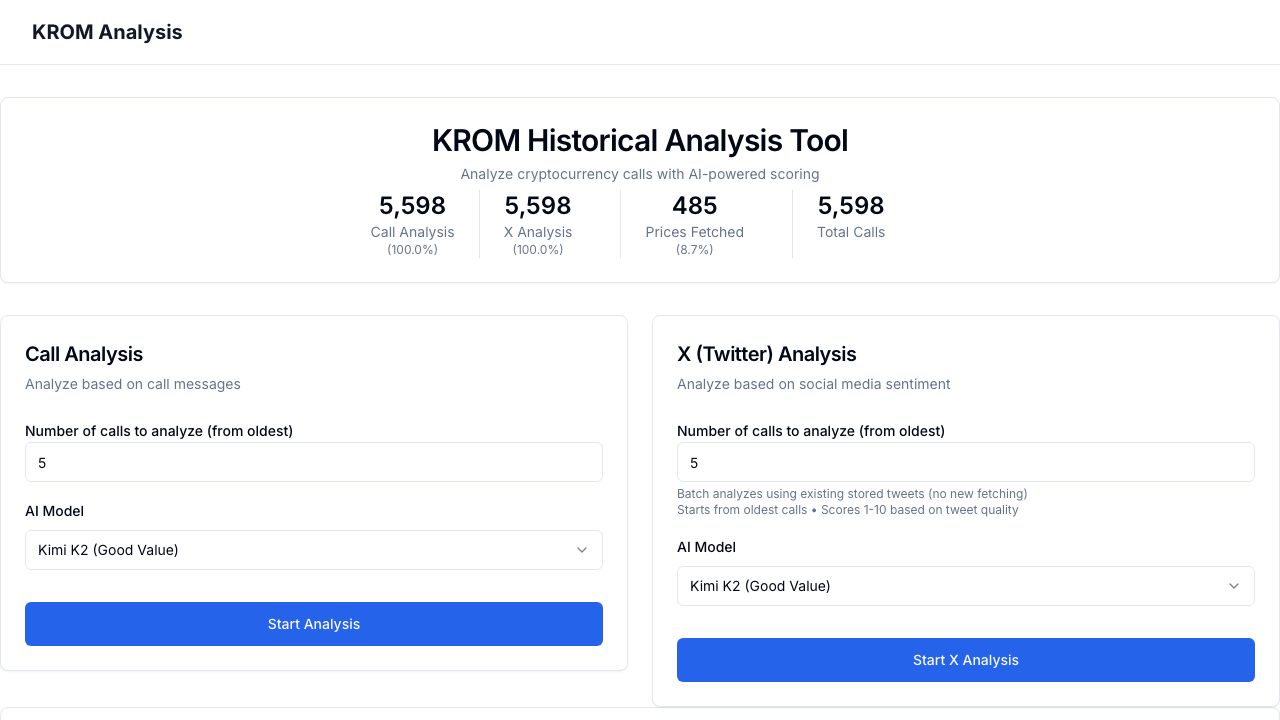 KROM Analysis
KROM Historical Analysis Tool
Analyze cryptocurrency calls with AI-powered scoring
5,598
Call Analysis
(100.0%)
5,598
X Analysis
(100.0%)
485
Prices Fetched
(8.7%)
5,598
Total Calls
Call Analysis
Analyze based on call messages
Number of calls to analyze (from oldest)
5
AI Model
Kimi K2 (Good Value)
Start Analysis
X (Twitter) Analysis
Analyze based on social media sentiment
Number of calls to analyze (from oldest)
5
Batch analyzes using existing stored tweets (no new fetching)
Starts from oldest calls • Scores 1-10 based on tweet quality
AI Model
Kimi K2 (Good Value)
Start X Analysis